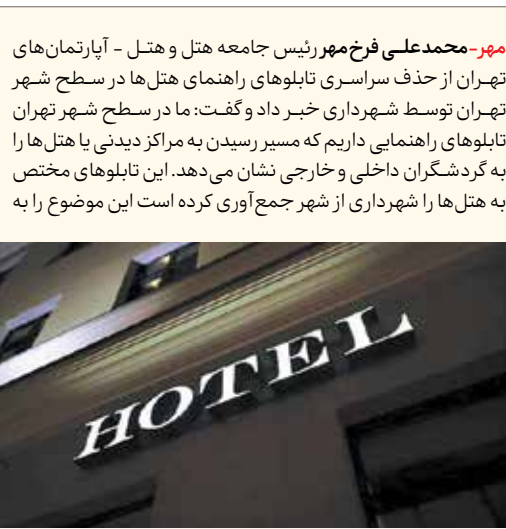 مهر-محمدعلی فرخ‌مهر رئیس جامعه هتل و هتل - آپارتمان‌های
تهران از حذف سراسری تابلوهای راهنمای هتل‌ها در سطح شهر
تهران توسط شهرداری خبر داد و گفت: ما در سطح شهر تهران
تابلوهای راهنمایی داریم که مسیر رسیدن به مراکز دیدنی یا هتل‌ها را
به گردشگران داخلی و خارجی نشان می‌دهد. این تابلوهای مختص
به هتل‌ها را شهرداری از شهر جمع‌آوری کرده است این موضوع را به
HOTEL